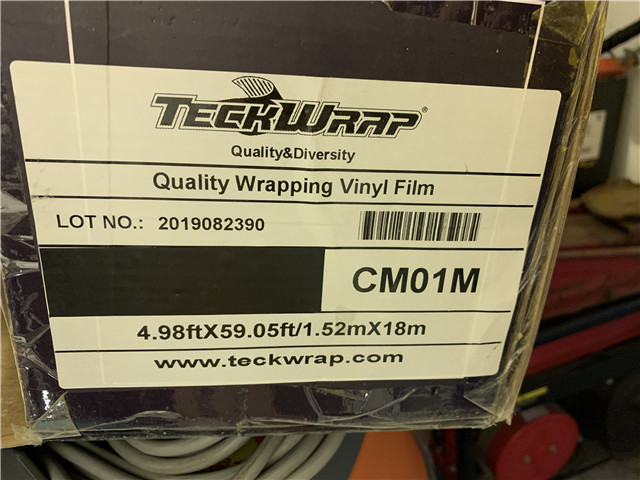 TECKWRAP®
Quality&Diversity
Quality Wrapping Vinyl Film
LOT NO.: 2019082390
CM01M
4.98ftX59.05ft/1.52mX18m
www.teckwrap.com